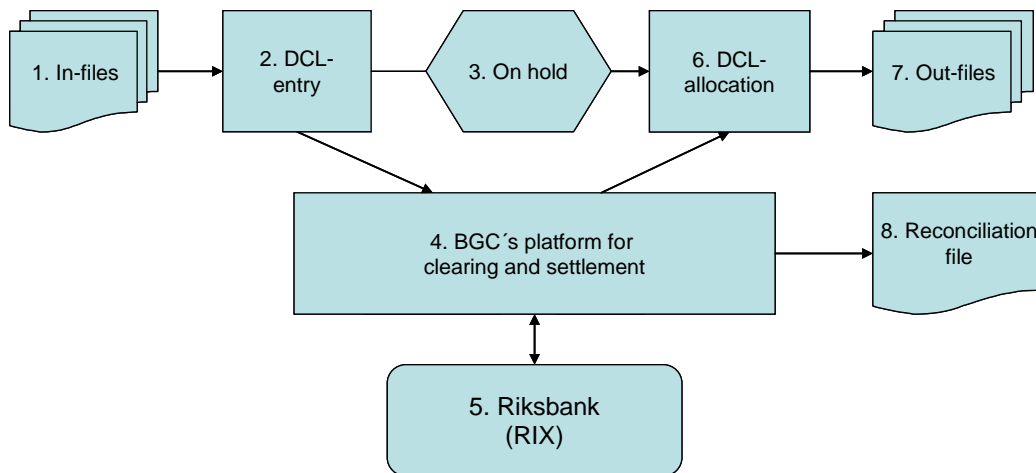 1. In-files
2. DCL-
entry
3. On hold
6. DCL-
allocation
7. Out-files
4. BGC´s platform for
clearing and settlement
8. Reconciliation
file
5. Riksbank
(RIX)